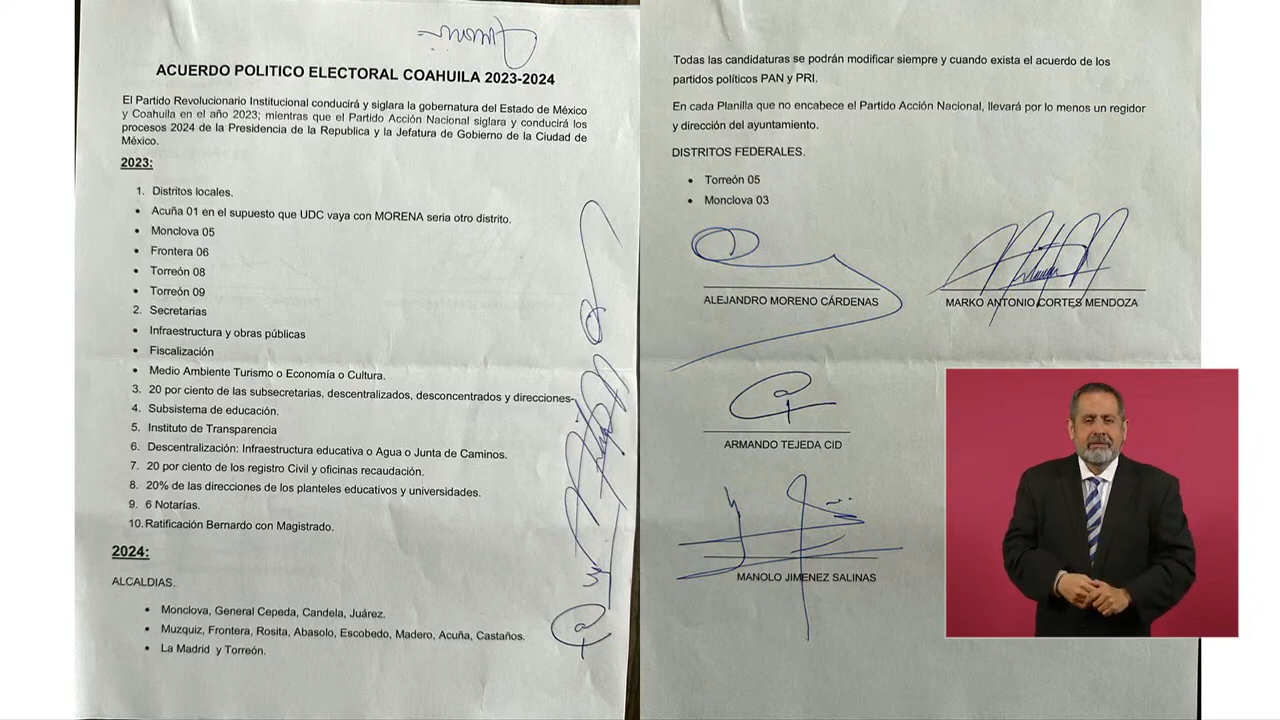 ACUERDO POLITICO ELECTORAL COAHUILA 2023-2024
El Partido Revolucionario Institucional conducirá y siglara la gobernatura del Estado de México
y Coahuila en el año 2023; mientras que el Partido Acción Nacional siglara y conducirá los
procesos 2024 de la Presidencia de la Republica y la Jefatura de Gobierno de la Ciudad de
México.
2023:
1. Distritos locales.
• Acuña 01 en el supuesto que UDC vaya con MORENA seria otro distrito.
• Monclova 05
• Frontera 06
• Torreón 08
• Torreón 09
2. Secretarias
• Infraestructura y obras públicas
• Fiscalización
• Medio Ambiente Turismo o Economía o Cultura.
3. 20 por ciento de las subsecretarias, descentralizados, desconcentrados y direcciones-
4. Subsistema de educación.
5. Instituto de Transparencia
6. Descentralización: Infraestructura educativa o Agua o Junta de Caminos.
7. 20 por ciento de los registro Civil y oficinas recaudación.
8. 20% de las direcciones de los planteles educativos y universidades.
9. 6 Notarías.
10. Ratificación Bernardo con Magistrado.
2024:
ALCALDIAS.
• Monclova, General Cepeda, Candela, Juárez.
• Muzquiz, Frontera, Rosita, Abasolo, Escobedo, Madero, Acuña, Castaños.
• La Madrid y Torreón.
Todas las candidaturas se podrán modificar siempre y cuando exista el acuerdo de los
partidos políticos PAN y PRI.
En cada Planilla que no encabece el Partido Acción Nacional, llevará por lo menos un regidor
y dirección del ayuntamiento.
DISTRITOS FEDERALES.
• Torreón 05
• Monclova 03
ALEJANDRO MORENO CÁRDENAS
MARKO ANTONIO CORTES MENDOZA
ARMANDO TEJEDA CID
MANOLO JIMENEZ SALINAS